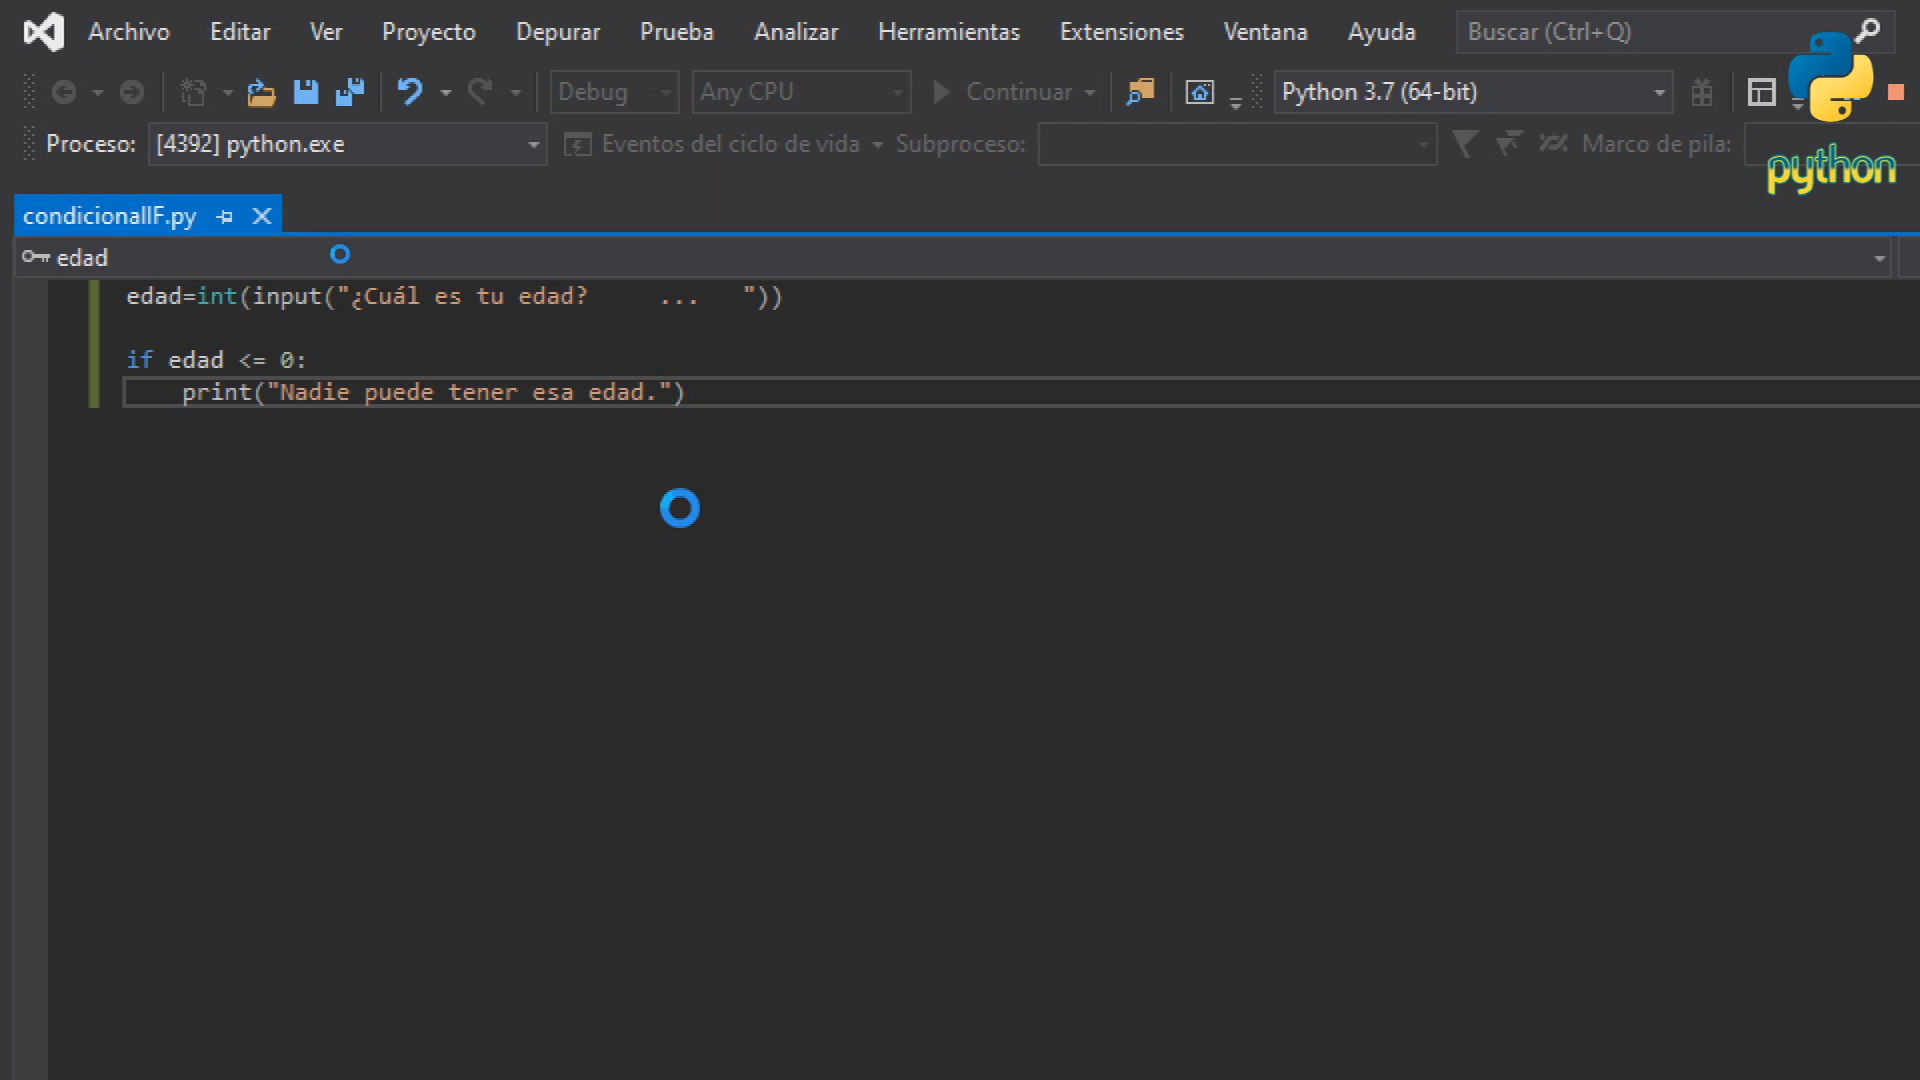 Archivo Editar Ver Proyecto Depurar Prueba Analizar Herramientas Extensiones Ventana Ayuda Buscar (Ctrl+Q)
Debug Any CPU Continuar Python 3.7 (64-bit)
Proceso: [4392] python.exe Eventos del ciclo de vida Subproceso: Marco de pila:
python
condicionalIF.py
edad
edad=int(input("¿Cuál es tu edad?     ...   "))
if edad <= 0:
    print("Nadie puede tener esa edad.")